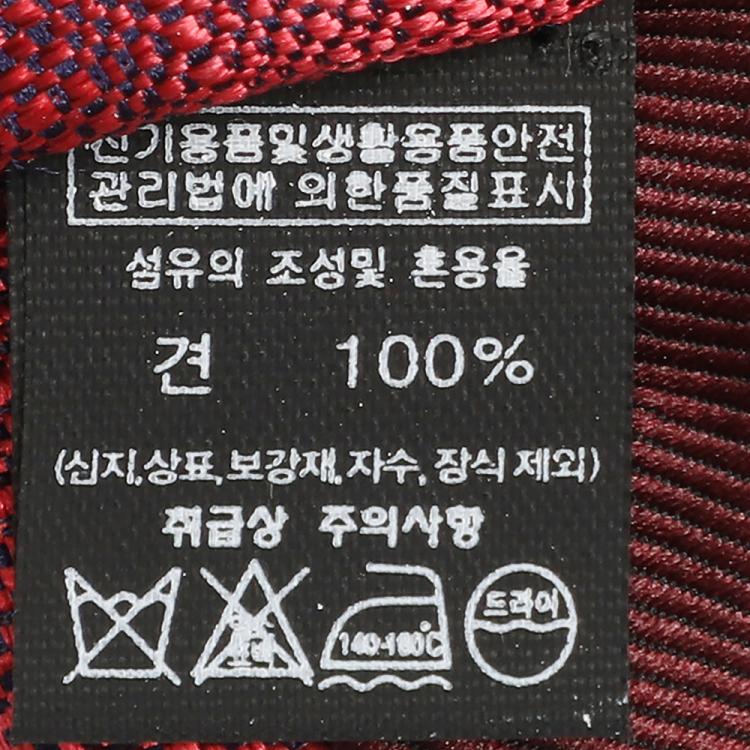 전기용품및생활용품안전
관리법에 의한품질표시
섬유의 조성및 혼용율
견 100%
(심지,상표,보강재,자수, 장식 제외)
취급상 주의사항
140-160℃
드라이